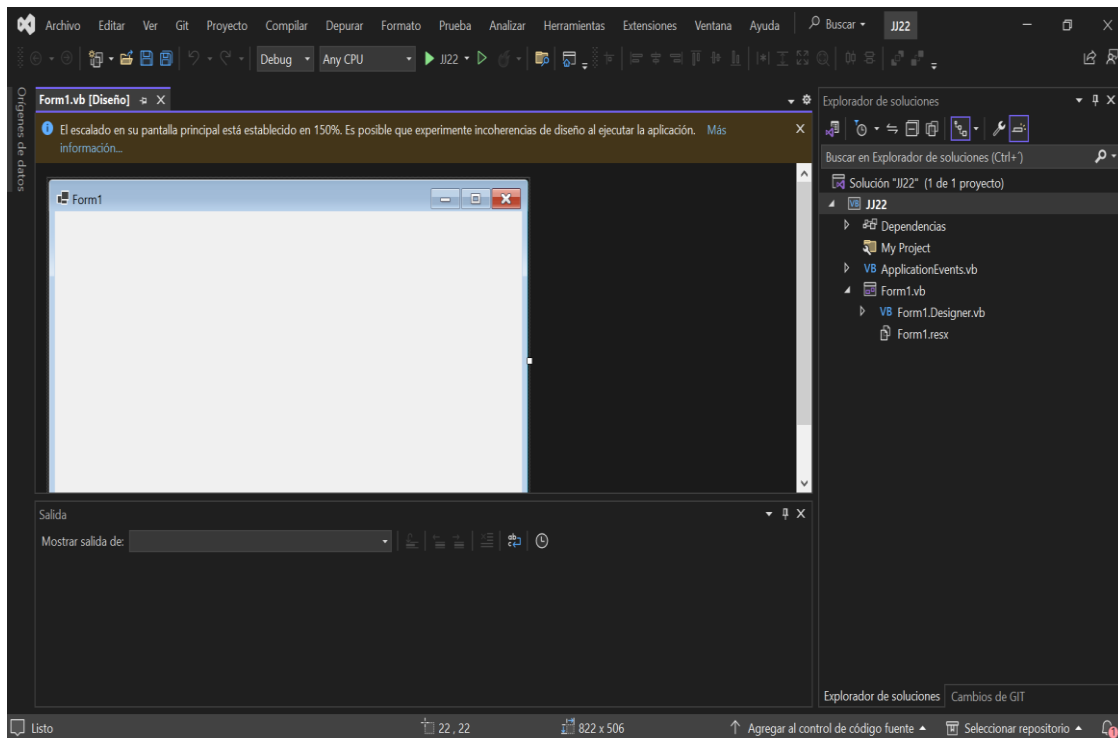 Archivo Editar Ver Git Proyecto Compilar Depurar Formato Prueba Analizar Herramientas Extensiones Ventana Ayuda Buscar JJ22
Debug Any CPU JJ22
Orígenes de datos
Form1.vb [Diseño]
El escalado en su pantalla principal está establecido en 150%. Es posible que experimente incoherencias de diseño al ejecutar la aplicación. Más
información...
Form1
Salida
Mostrar salida de:
Explorador de soluciones
Buscar en Explorador de soluciones (Ctrl+´)
Solución "JJ22" (1 de 1 proyecto)
VB JJ22
Dependencias
My Project
VB ApplicationEvents.vb
Form1.vb
VB Form1.Designer.vb
Form1.resx
Explorador de soluciones Cambios de GIT
Listo 22 , 22 822 x 506 Agregar al control de código fuente Seleccionar repositorio